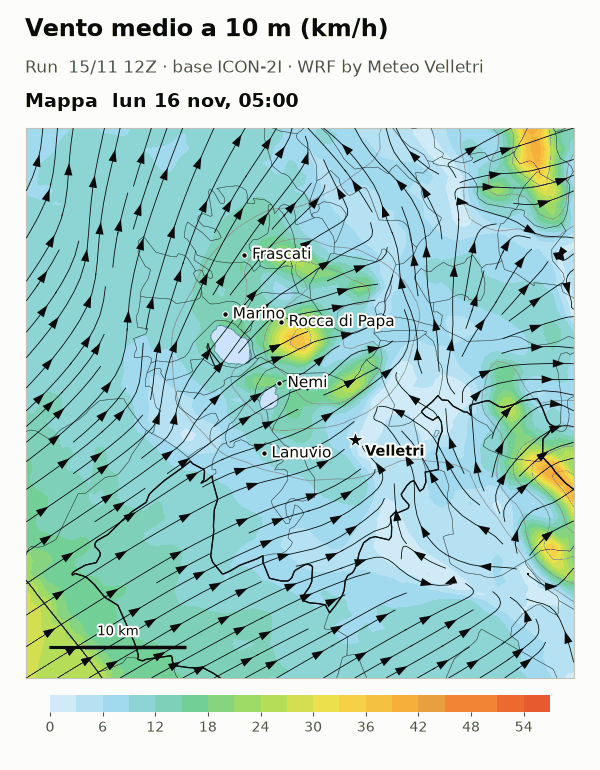 Vento medio a 10 m (km/h)
Run  15/11 12Z · base ICON-2I · WRF by Meteo Velletri
Mappa  lun 16 nov, 05:00
Frascati
Marino
Rocca di Papa
Nemi
Velletri
Lanuvio
10 km
0 6 12 18 24 30 36 42 48 54